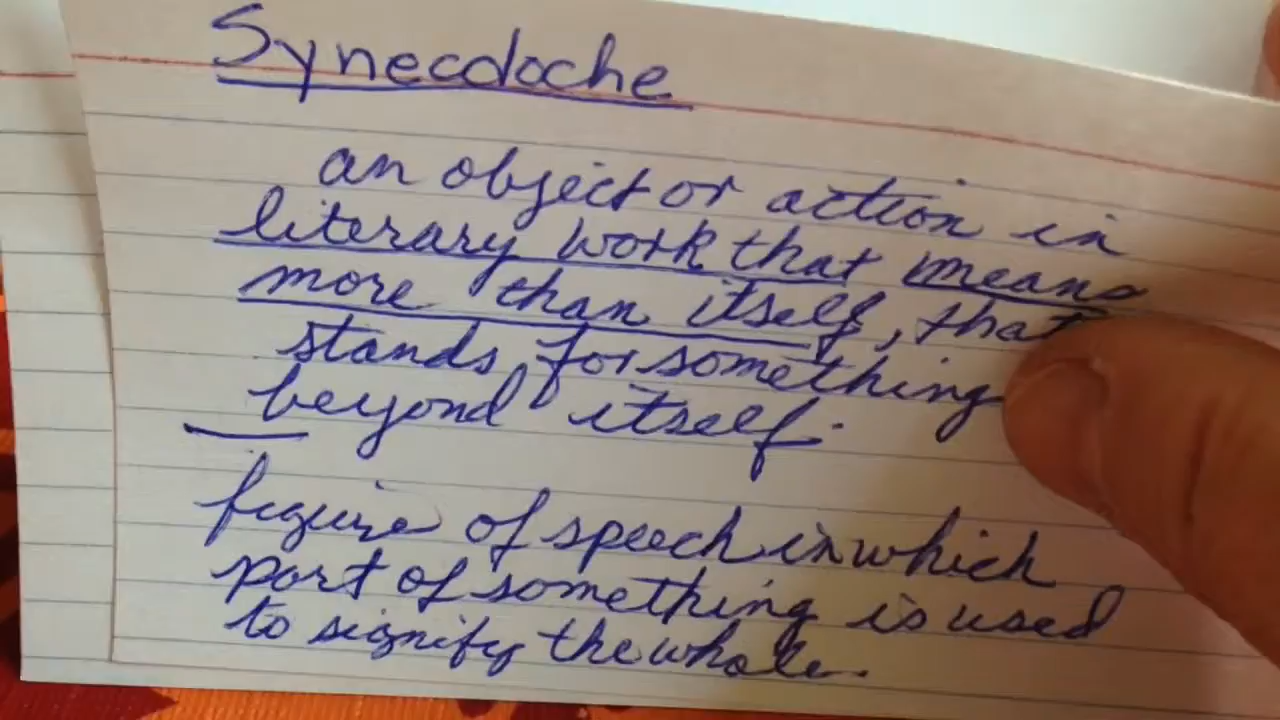 Synecdoche
an object or action in
literary work that means
more than itself, that
stands for something
beyond itself.
figure of speech in which
part of something is used
to signify the whole.